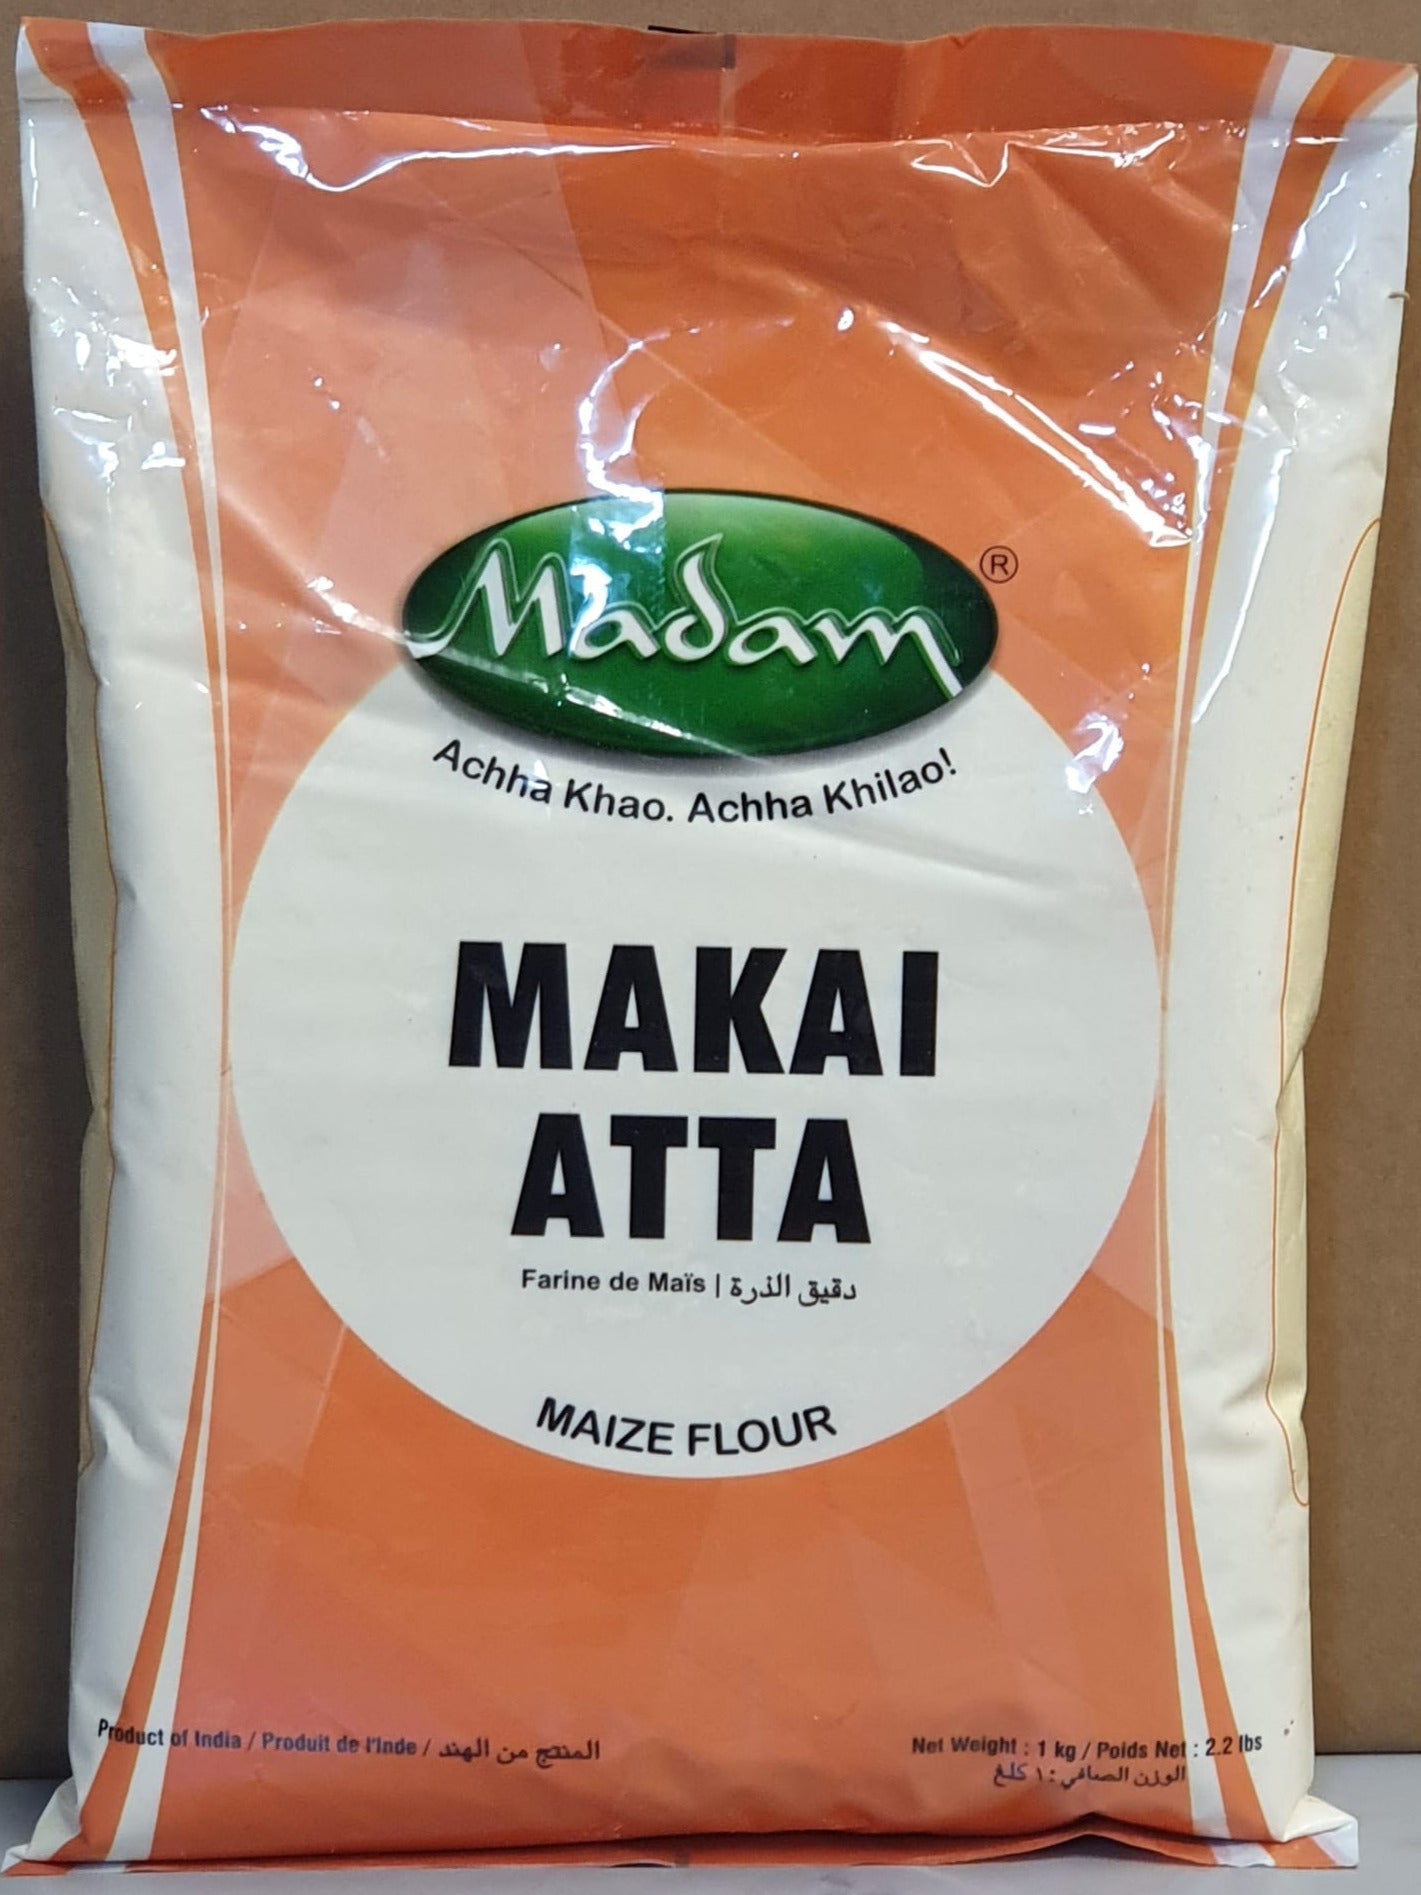 Madam ®
Achha Khao. Achha Khilao!
MAKAI
ATTA
Farine de Maïs | دقيق الذرة
MAIZE FLOUR
Product of India / Produit de l'Inde / المنتج من الهند
Net Weight : 1 kg / Poids Net : 2.2 lbs
الوزن الصافي : ١ كلغ